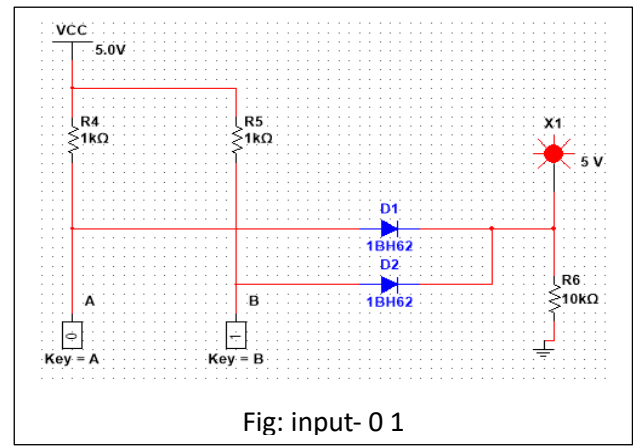 VCC
5.0V
R4
1kΩ
R5
1kΩ
X1
5 V
D1
1BH62
D2
1BH62
R6
10kΩ
A
B
0
1
Key = A
Key = B
Fig: input- 0 1